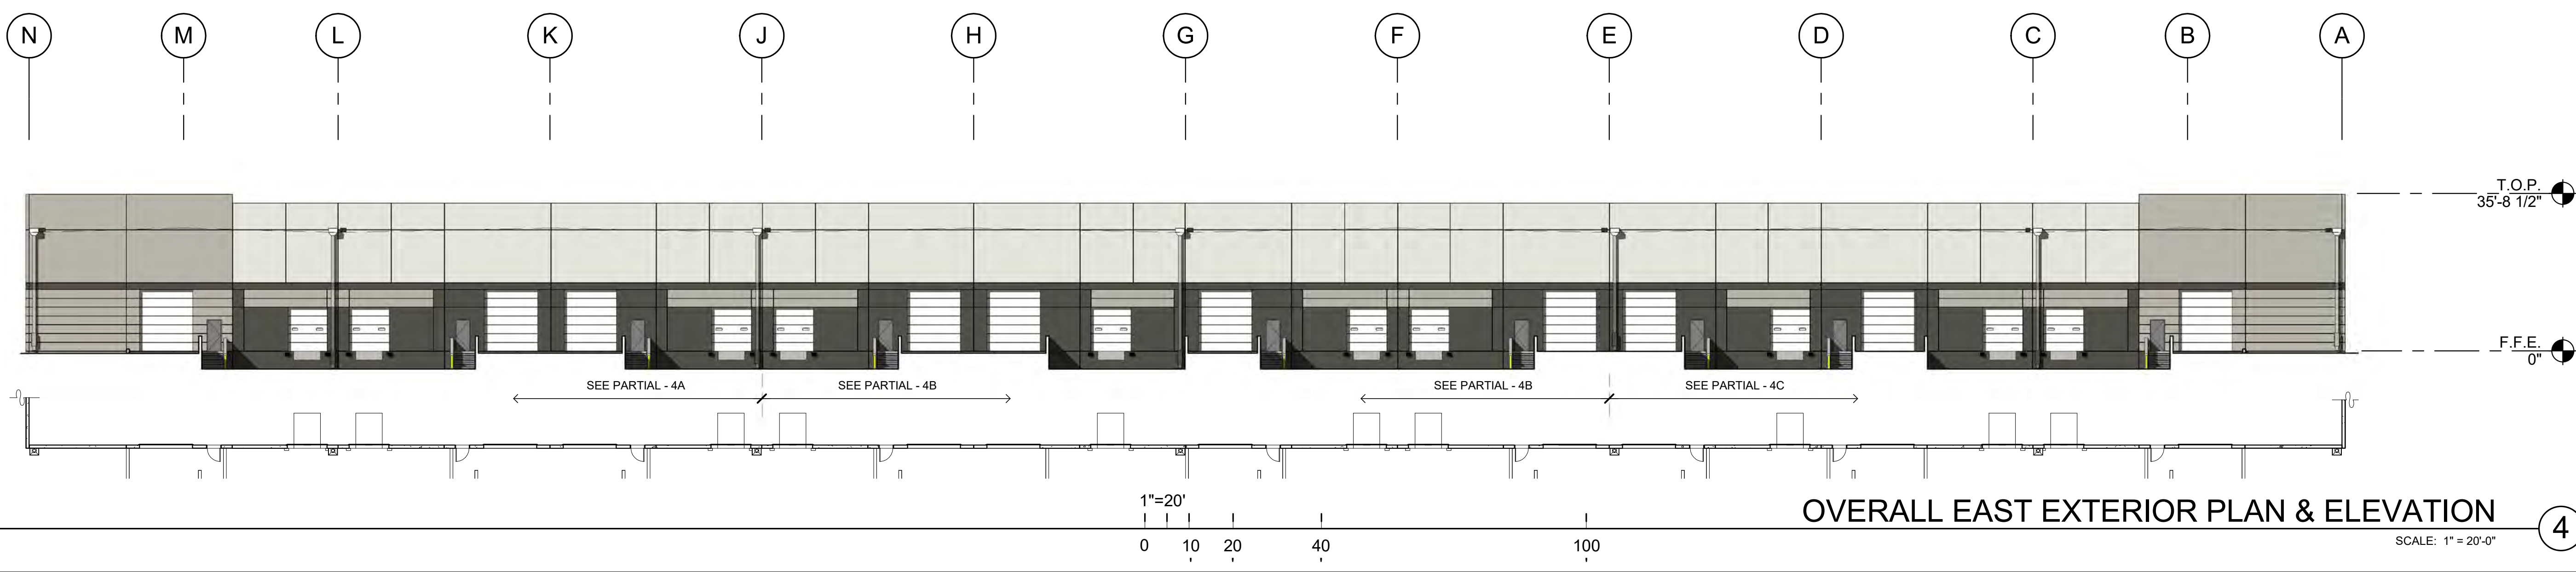 N M L K J H G F E D C B A
T.O.P.
35'-8 1/2"
F.F.E.
0"
SEE PARTIAL - 4A SEE PARTIAL - 4B SEE PARTIAL - 4B SEE PARTIAL - 4C
1"=20'
0 10 20 40 100
OVERALL EAST EXTERIOR PLAN & ELEVATION
4
SCALE: 1" = 20'-0"